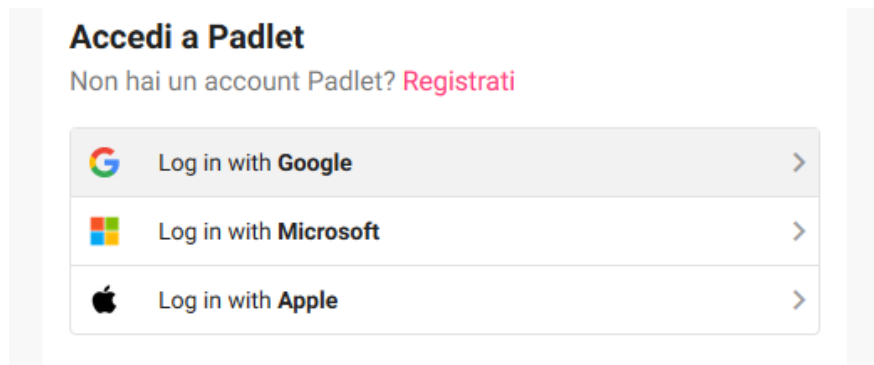 Accedi a Padlet
Non hai un account Padlet? Registrati
Log in with Google
Log in with Microsoft
Log in with Apple